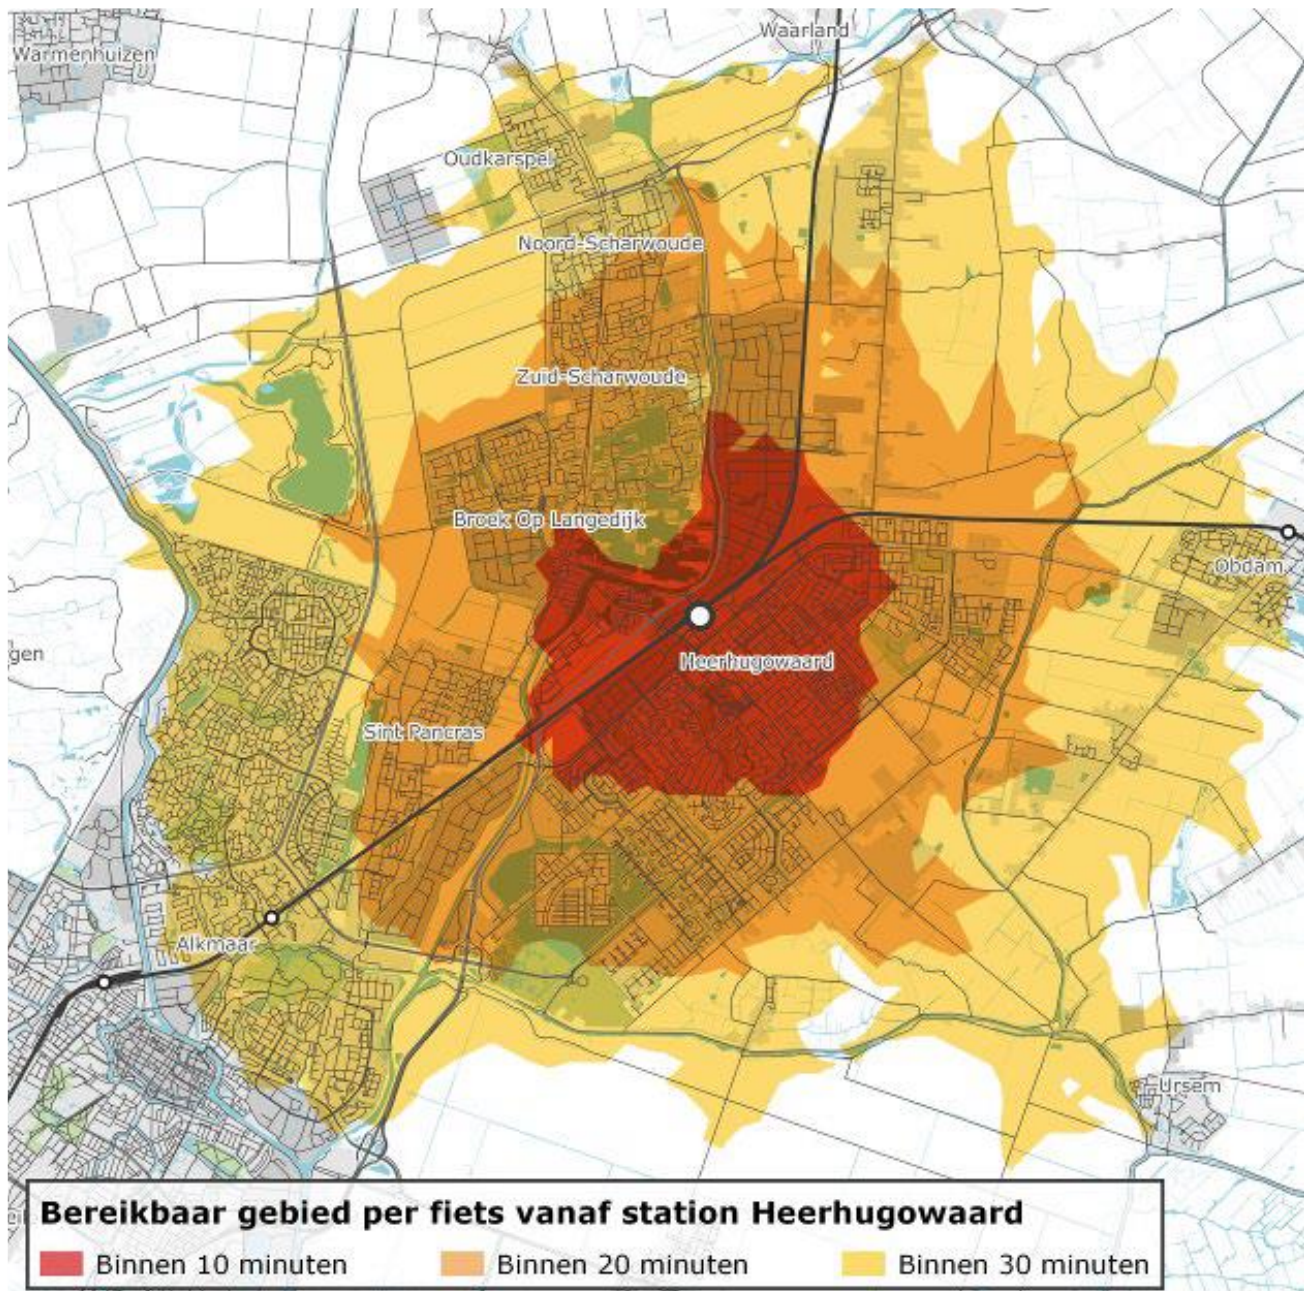 Waarland
Warmenhuizen
Oudkarspel
Noord-Scharwoude
Zuid-Scharwoude
Broek Op Langedijk
Obdam
gen
Heerhugowaard
Sint Pancras
Alkmaar
Ursem
Bereikbaar gebied per fiets vanaf station Heerhugowaard
Binnen 10 minuten
Binnen 20 minuten
Binnen 30 minuten